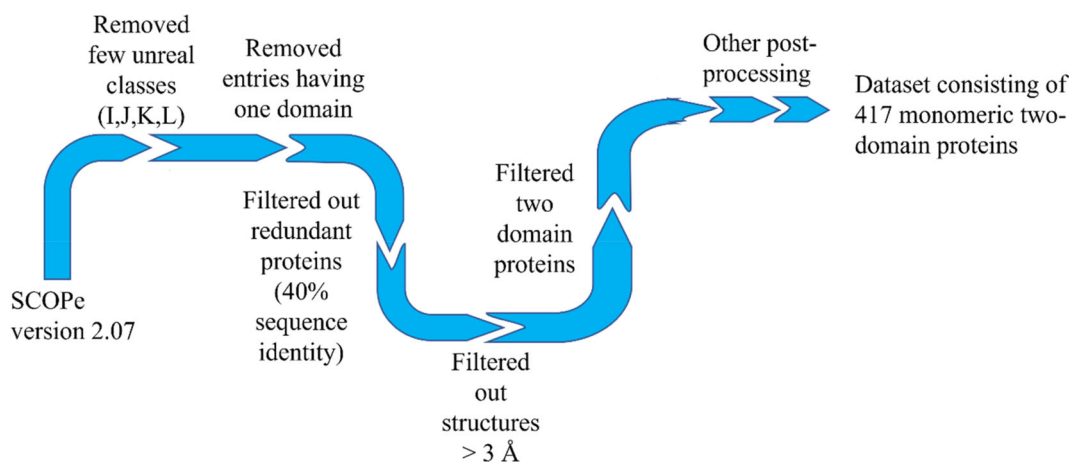 SCOPe
version 2.07
Removed
few unreal
classes
(I,J,K,L)
Removed
entries having
one domain
Filtered out
redundant
proteins
(40%
sequence
identity)
Filtered
out
structures
> 3 Å
Filtered
two
domain
proteins
Other post-
processing
Dataset consisting of
417 monomeric two-
domain proteins